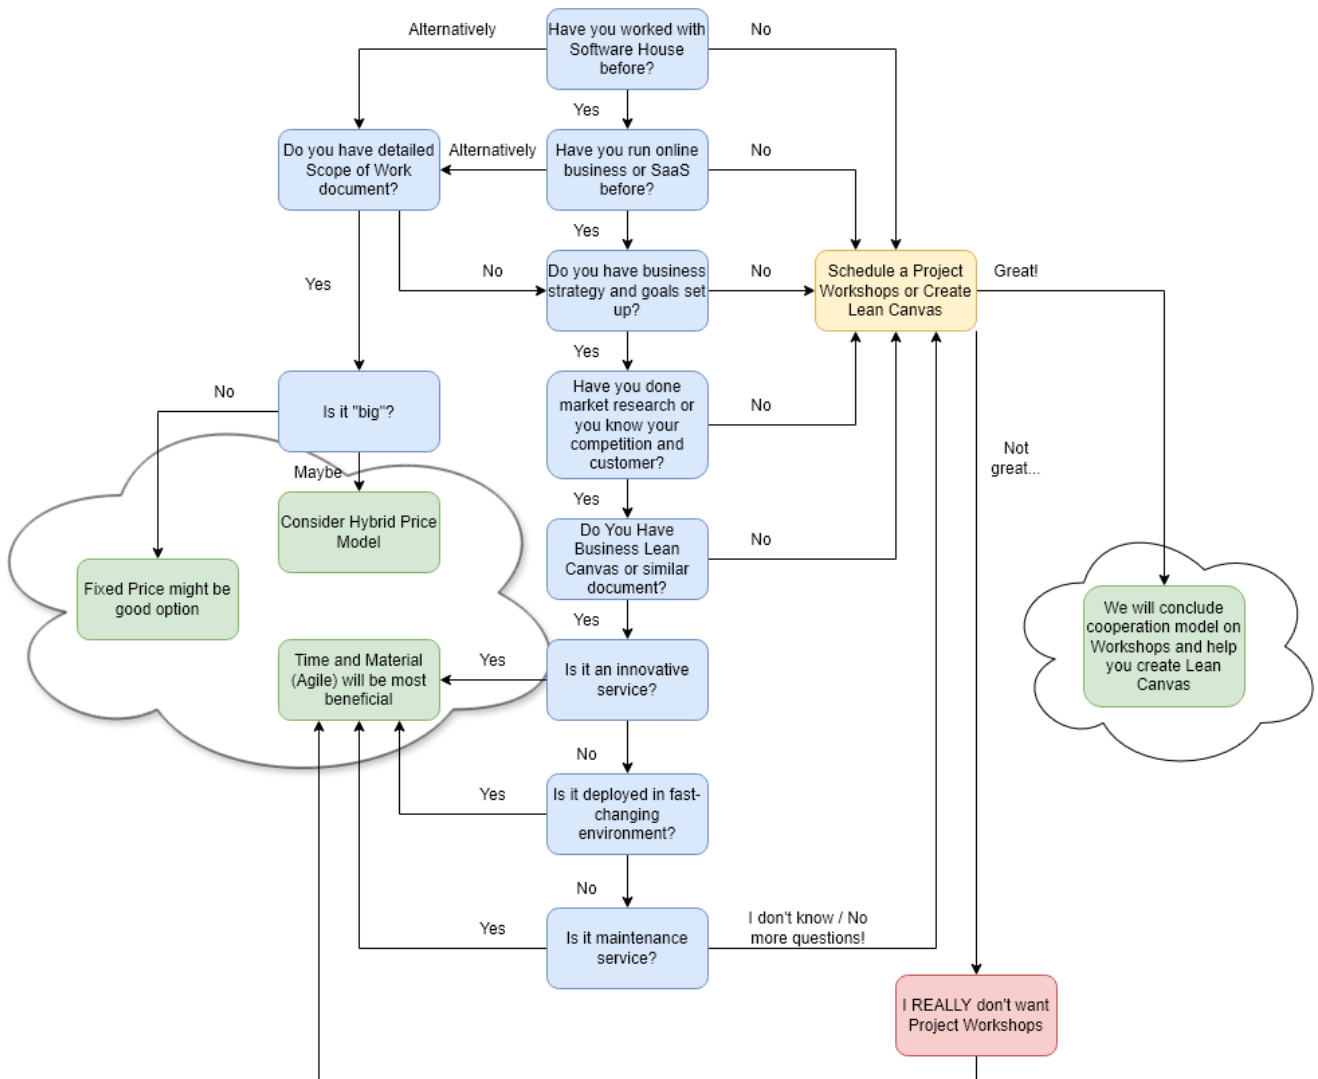 Alternatively
Have you worked with
Software House
before?
No
Yes
Do you have detailed
Scope of Work
document?
Alternatively
Have you run online
business or SaaS
before?
No
Yes
Yes
No
Do you have business
strategy and goals set
up?
No
Schedule a Project
Workshops or Create
Lean Canvas
Great!
Yes
No
Is it "big"?
Have you done
market research or
you know your
competition and
customer?
No
Not
great...
Maybe
Yes
Consider Hybrid Price
Model
Do You Have
Business Lean
Canvas or similar
document?
No
Fixed Price might be
good option
We will conclude
cooperation model on
Workshops and help
you create Lean
Canvas
Yes
Time and Material
(Agile) will be most
beneficial
Yes
Is it an innovative
service?
No
Yes
Is it deployed in fast-
changing
environment?
No
Yes
Is it maintenance
service?
I don't know / No
more questions!
I REALLY don't want
Project Workshops